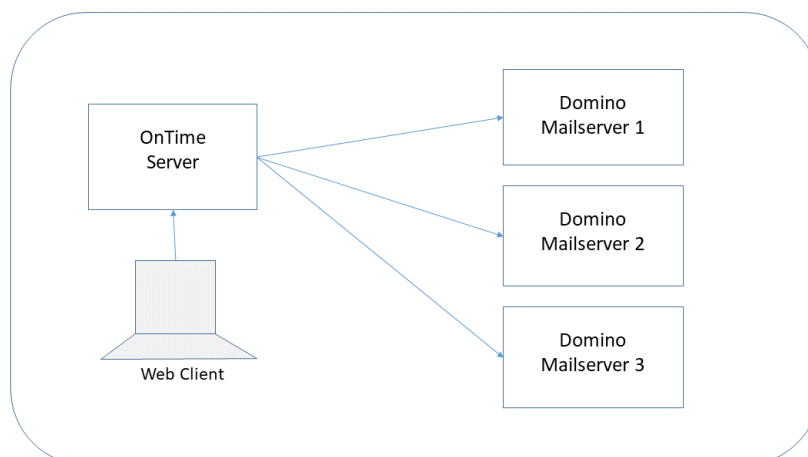 OnTime
Server
Domino
Mailserver 1
Domino
Mailserver 2
Domino
Mailserver 3
Web Client